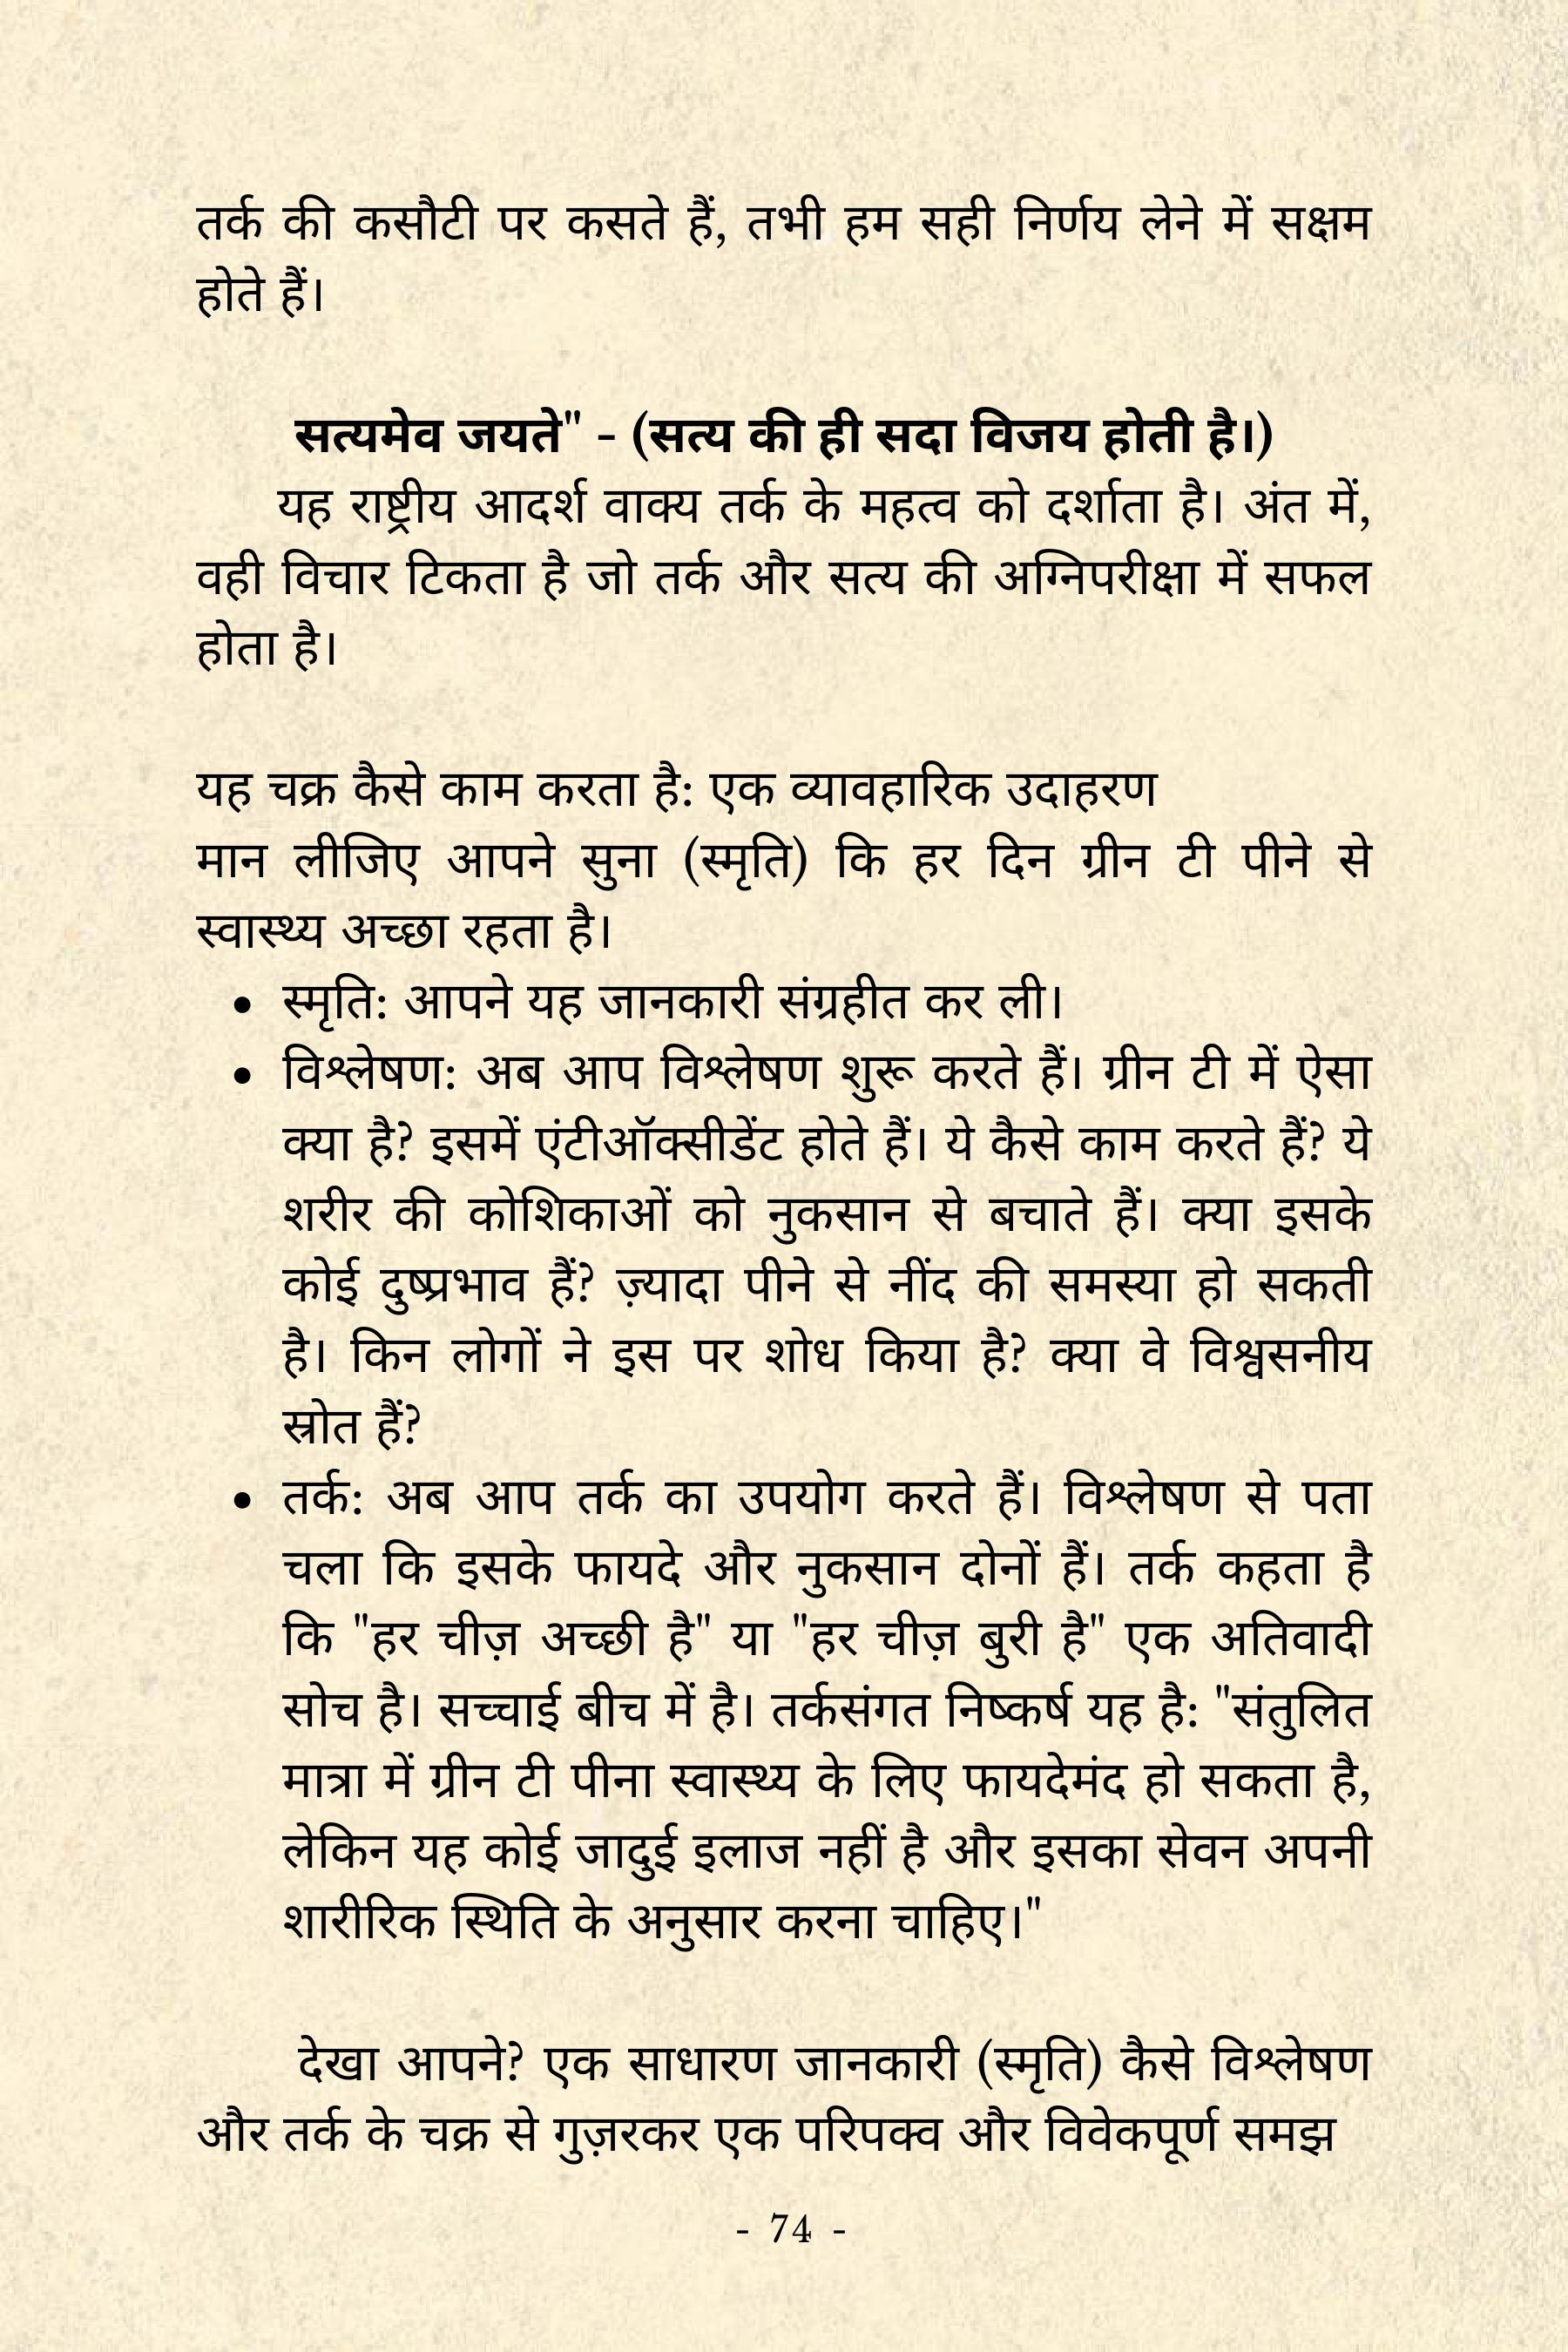 तर्क की कसौटी पर कसते हैं, तभी हम सही निर्णय लेने में सक्षम
होते हैं।
सत्यमेव जयते" - (सत्य की ही सदा विजय होती है।)
यह राष्ट्रीय आदर्श वाक्य तर्क के महत्व को दर्शाता है। अंत में,
वही विचार टिकता है जो तर्क और सत्य की अग्निपरीक्षा में सफल
होता है।
यह चक्र कैसे काम करता है: एक व्यावहारिक उदाहरण
मान लीजिए आपने सुना (स्मृति) कि हर दिन ग्रीन टी पीने से
स्वास्थ्य अच्छा रहता है।
• स्मृति: आपने यह जानकारी संग्रहीत कर ली।
• विश्लेषण: अब आप विश्लेषण शुरू करते हैं। ग्रीन टी में ऐसा
क्या है? इसमें एंटीऑक्सीडेंट होते हैं। ये कैसे काम करते हैं? ये
शरीर की कोशिकाओं को नुकसान से बचाते हैं। क्या इसके
कोई दुष्प्रभाव हैं? ज़्यादा पीने से नींद की समस्या हो सकती
है। किन लोगों ने इस पर शोध किया है? क्या वे विश्वसनीय
स्रोत हैं?
• तर्क: अब आप तर्क का उपयोग करते हैं। विश्लेषण से पता
चला कि इसके फायदे और नुकसान दोनों हैं। तर्क कहता है
कि "हर चीज़ अच्छी है" या "हर चीज़ बुरी है" एक अतिवादी
सोच है। सच्चाई बीच में है। तर्कसंगत निष्कर्ष यह है: "संतुलित
मात्रा में ग्रीन टी पीना स्वास्थ्य के लिए फायदेमंद हो सकता है,
लेकिन यह कोई जादुई इलाज नहीं है और इसका सेवन अपनी
शारीरिक स्थिति के अनुसार करना चाहिए।"
देखा आपने? एक साधारण जानकारी (स्मृति) कैसे विश्लेषण
और तर्क के चक्र से गुज़रकर एक परिपक्व और विवेकपूर्ण समझ
- 74 -